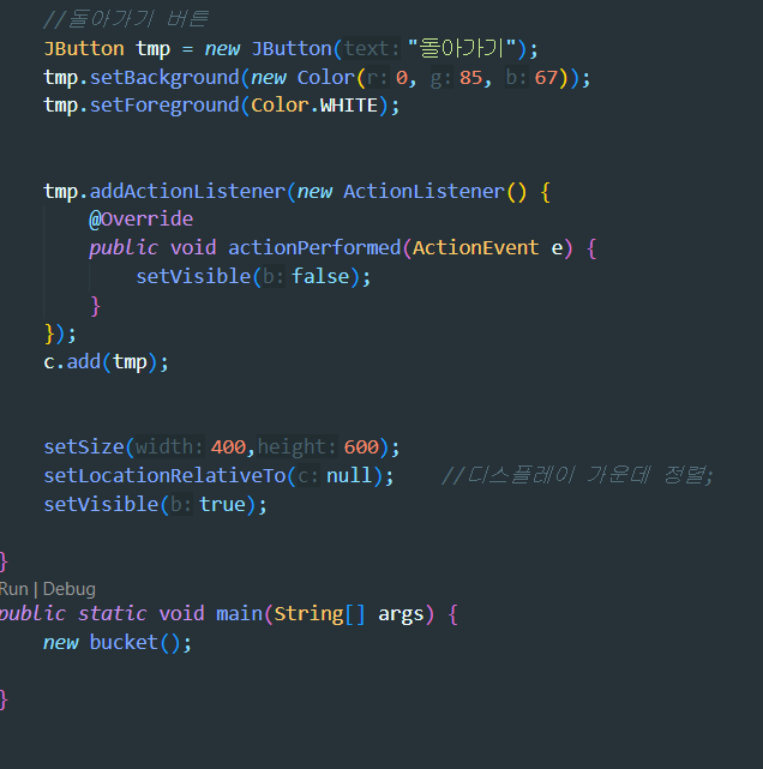 //돌아가기 버튼
JButton tmp = new JButton(text: "돌아가기");
tmp.setBackground(new Color(r: 0, g: 85, b: 67));
tmp.setForeground(Color.WHITE);
tmp.addActionListener(new ActionListener() {
@Override
public void actionPerformed(ActionEvent e) {
setVisible(b: false);
}
});
c.add(tmp);
setSize(width: 400,height: 600);
setLocationRelativeTo(c: null); //디스플레이 가운데 정렬;
setVisible(b: true);
}
Run | Debug
public static void main(String[] args) {
new bucket();
}